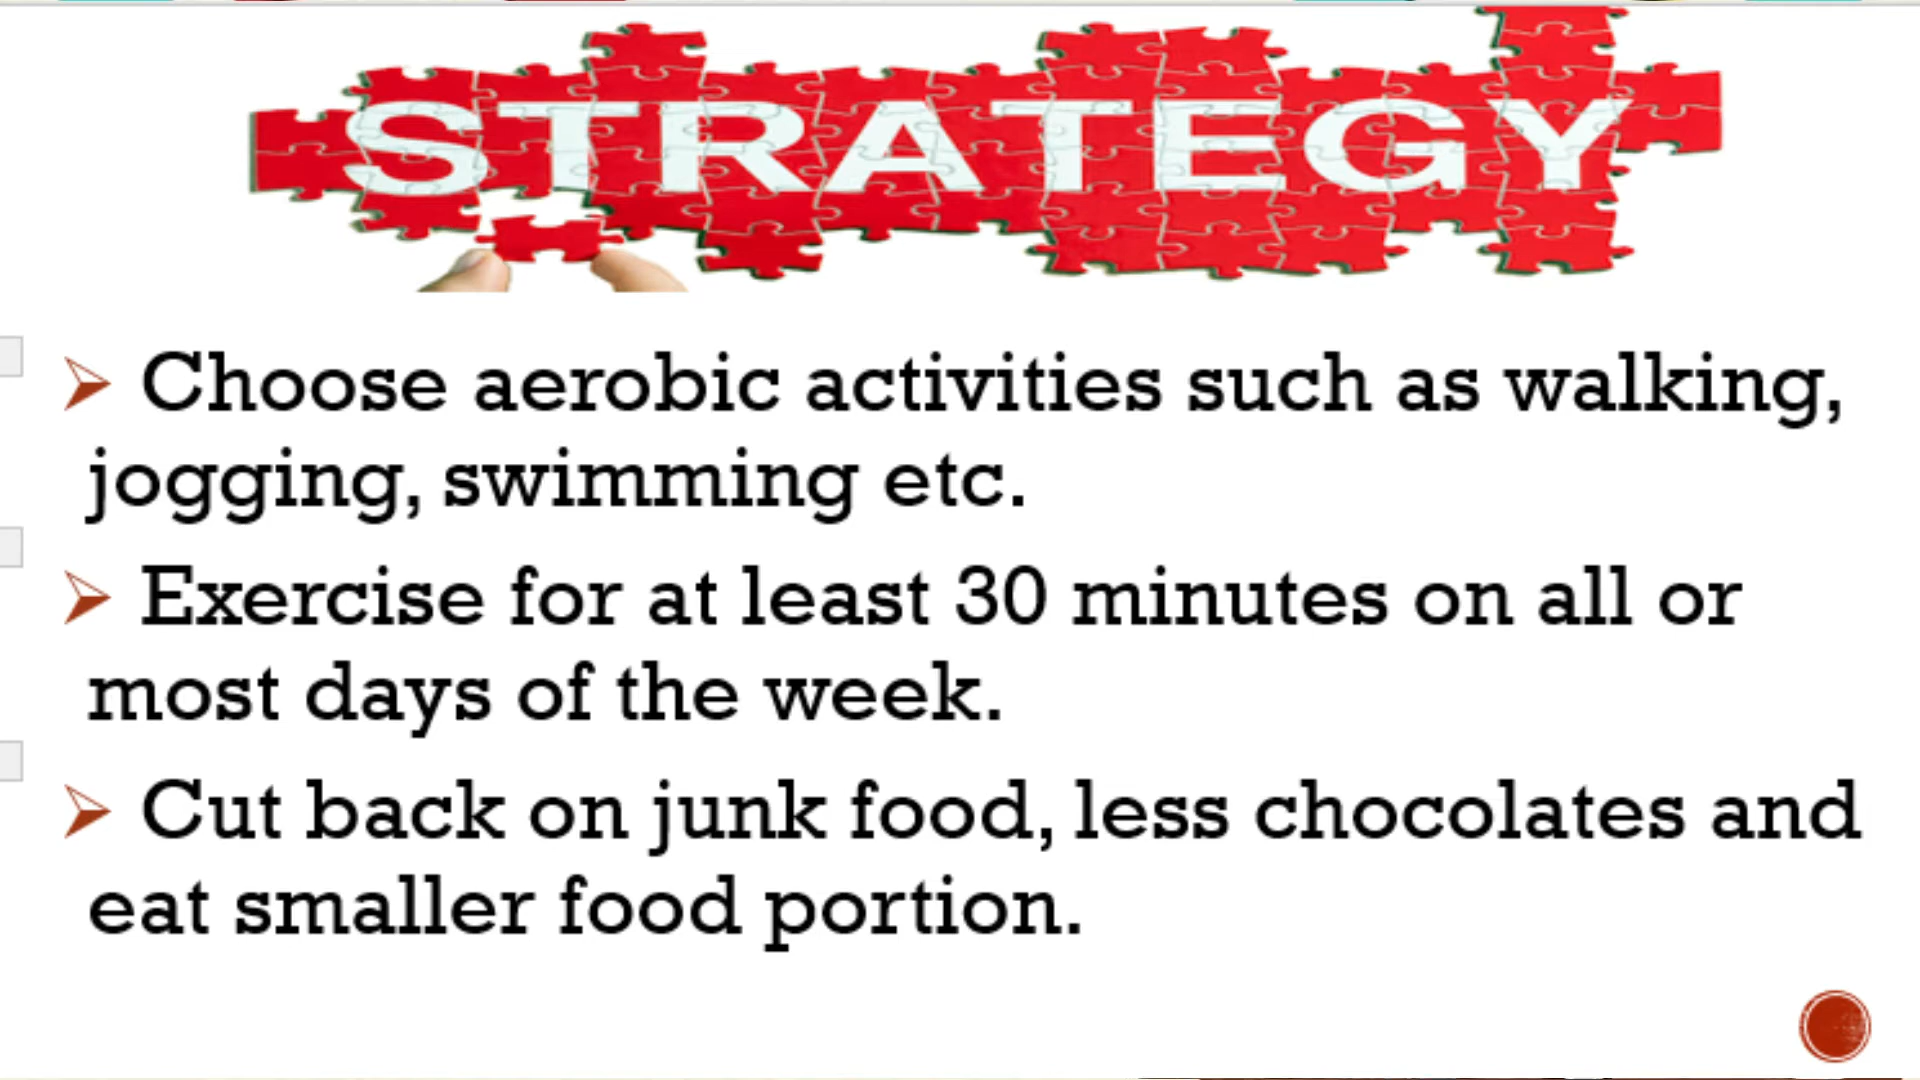 STRATEGY
Choose aerobic activities such as walking,
jogging, swimming etc.
Exercise for at least 30 minutes on all or
most days of the week.
Cut back on junk food, less chocolates and
eat smaller food portion.